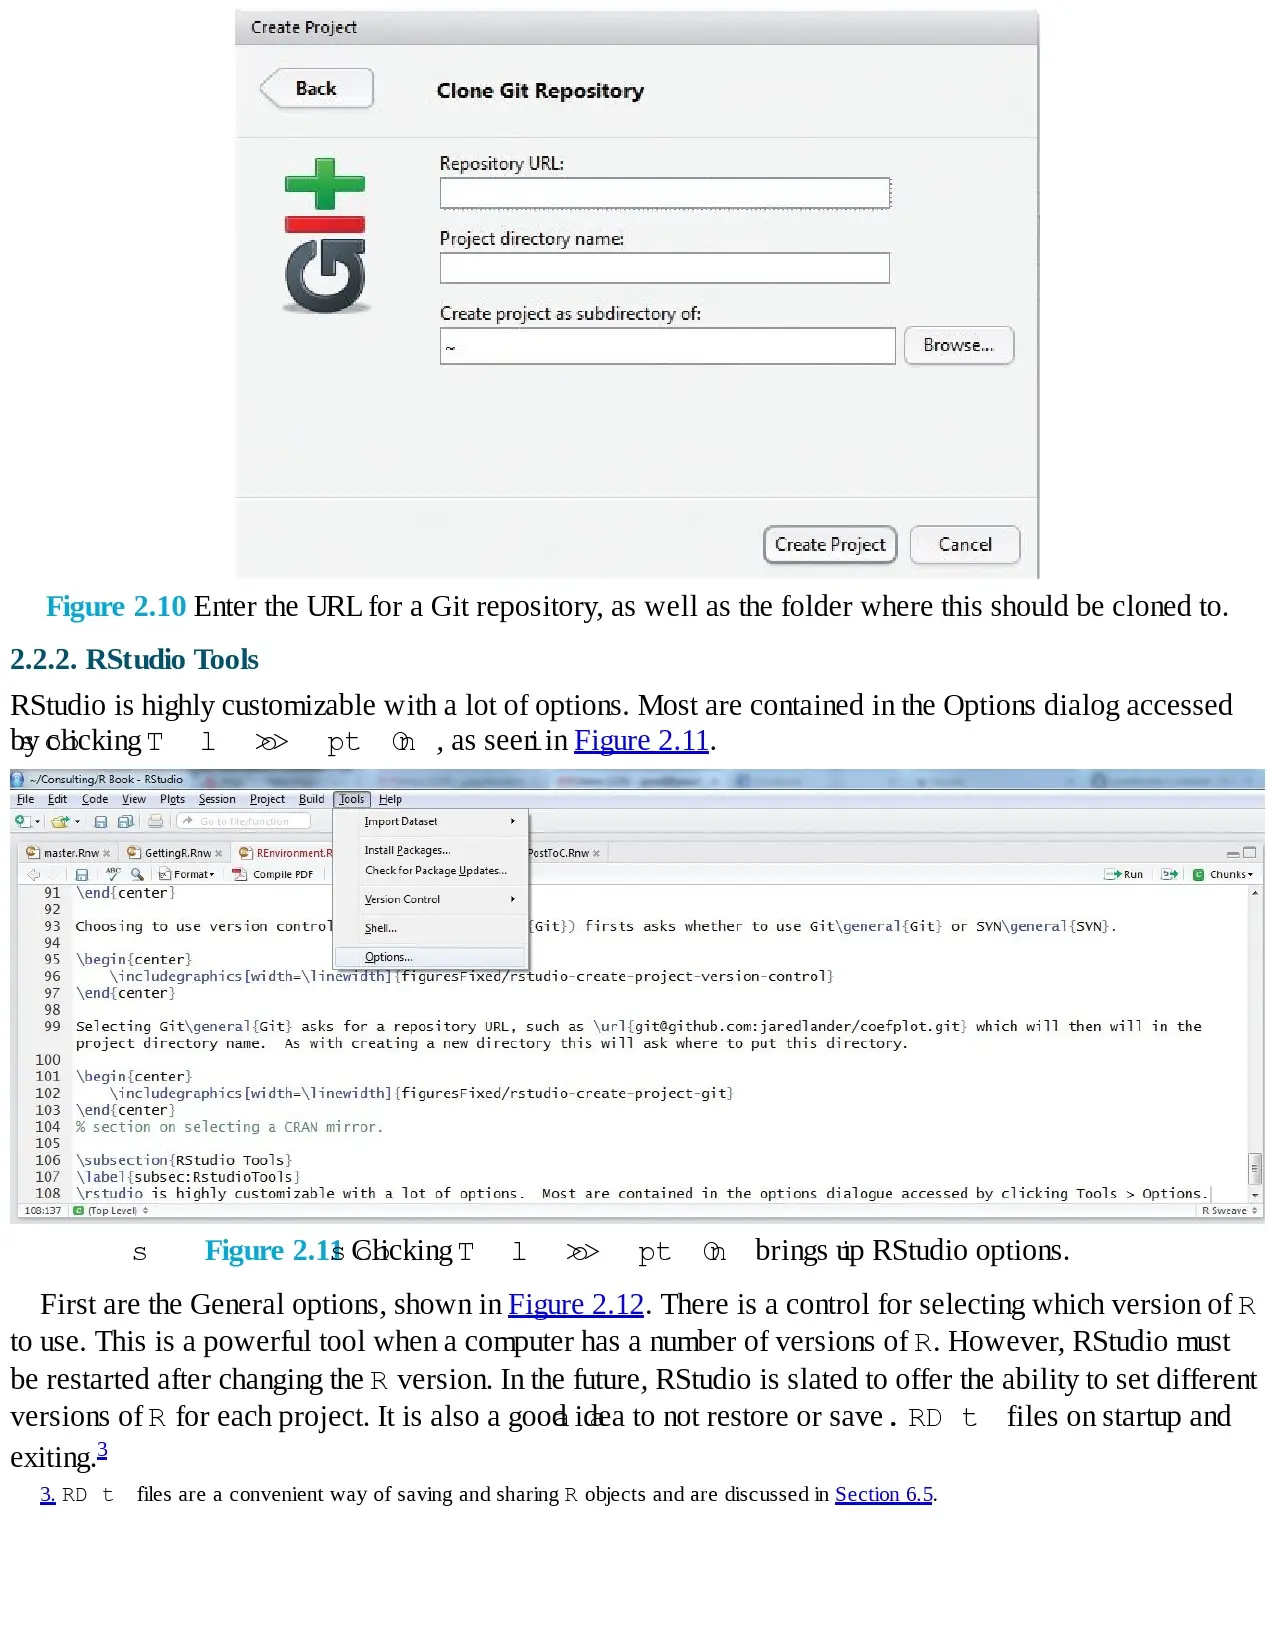 Create Project
Back
Clone Git Repository
Repository URL:
GIT
Project directory name:
Create project as subdirectory of:
~
Browse...
Create Project Cancel
Figure 2.10 Enter the URL for a Git repository, as well as the folder where this should be cloned to.
2.2.2. RStudio Tools
RStudio is highly customizable with a lot of options. Most are contained in the Options dialog accessed
by clicking Tools >> Options, as seen in Figure 2.11.
~/Consulting/R Book - RStudio
File Edit Code View Plots Session Project Build Tools Help
Go to file/function
Import Dataset
master.Rnw GettingR.Rnw REnvironment.R PostToC.Rnw
Install Packages...
Format Compile PDF Run Chunks
Check for Package Updates...
Version Control
Shell...
Options...
91 \end{center}
92
93 Choosing to use version control {Git}) firsts asks whether to use Git\general{Git} or SVN\general{SVN}.
94
95 \begin{center}
96 \includegraphics[width=\linewidth]{figuresFixed/rstudio-create-project-version-control}
97 \end{center}
98
99 Selecting Git\general{Git} asks for a repository URL, such as \url{git@github.com:jaredlander/coefplot.git} which will then will in the
project directory name. As with creating a new directory this will ask where to put this directory.
100
101 \begin{center}
102 \includegraphics[width=\linewidth]{figuresFixed/rstudio-create-project-git}
103 \end{center}
104 % section on selecting a CRAN mirror.
105
106 \subsection{RStudio Tools}
107 \label{subsec:RstudioTools}
108 \rstudio is highly customizable with a lot of options. Most are contained in the options dialogue accessed by clicking Tools > Options.
108:137 (Top Level) R Sweave
Figure 2.11 Clicking Tools >> Options brings up RStudio options.
First are the General options, shown in Figure 2.12. There is a control for selecting which version of R
to use. This is a powerful tool when a computer has a number of versions of R. However, RStudio must
be restarted after changing the R version. In the future, RStudio is slated to offer the ability to set different
versions of R for each project. It is also a good idea to not restore or save .RData files on startup and
exiting.3
3. RData files are a convenient way of saving and sharing R objects and are discussed in Section 6.5.